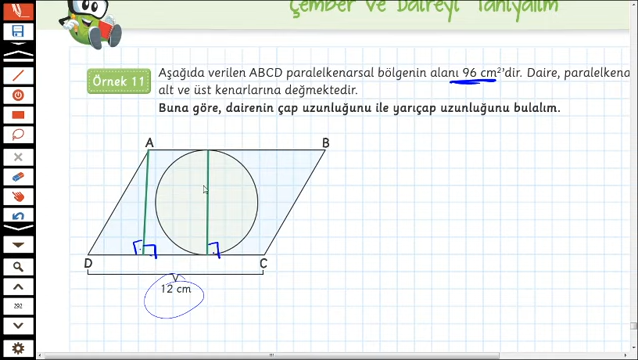 Çember ve Daireyi Tanıyalım
Örnek 11
Aşağıda verilen ABCD paralelkenarsal bölgenin alanı 96 cm²'dir. Daire, paralelkena
alt ve üst kenarlarına değmektedir.
Buna göre, dairenin çap uzunluğunu ile yarıçap uzunluğunu bulalım.
A
B
D
C
12 cm
292